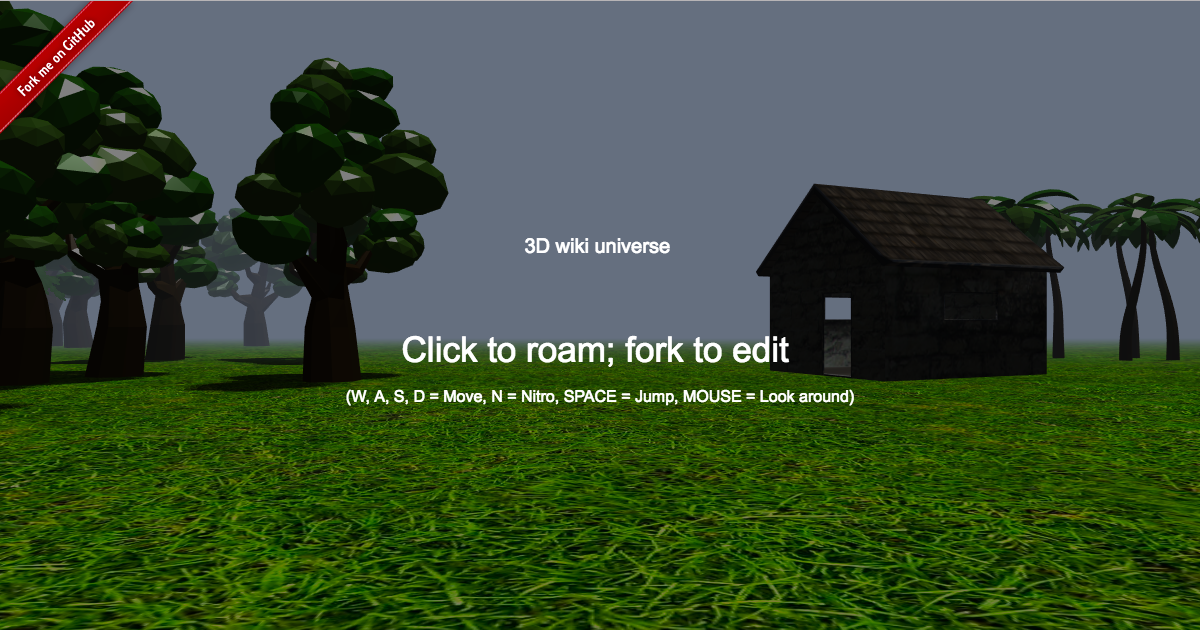 Fork me on GitHub
3D wiki universe
Click to roam; fork to edit
(W, A, S, D = Move, N = Nitro, SPACE = Jump, MOUSE = Look around)